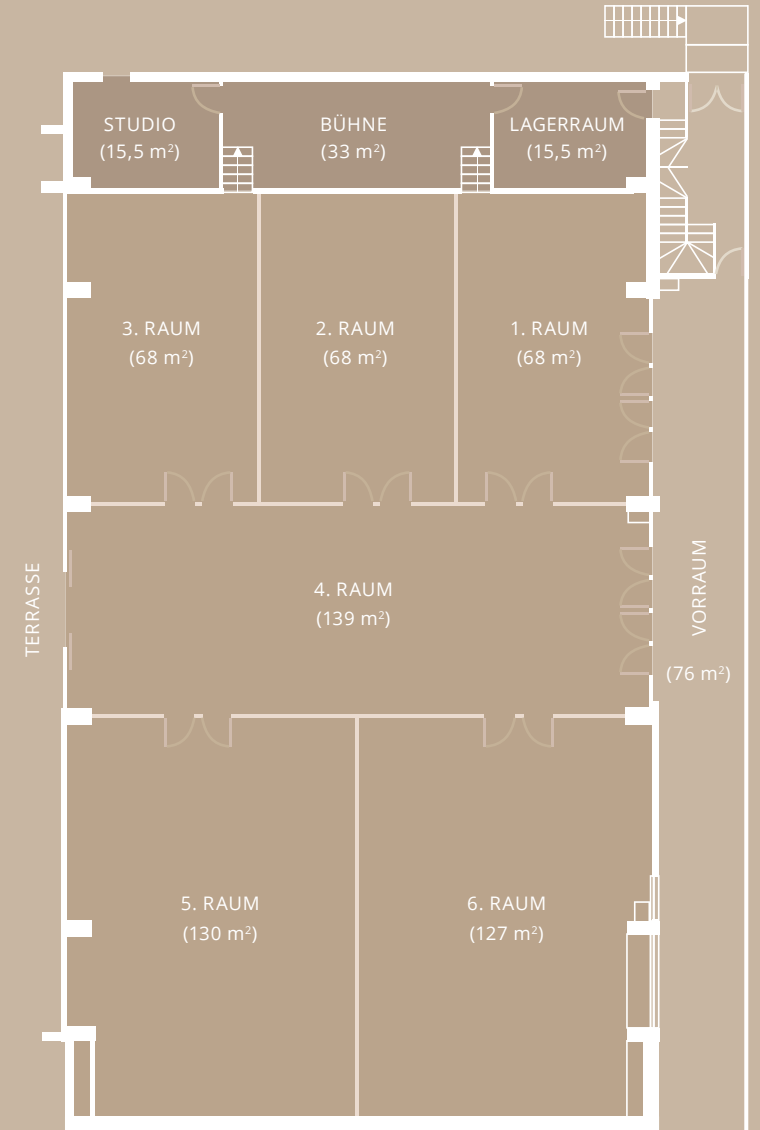 STUDIO
(15,5 m²)
BÜHNE
(33 m²)
LAGERRAUM
(15,5 m²)
3. RAUM
(68 m²)
2. RAUM
(68 m²)
1. RAUM
(68 m²)
TERRASSE
4. RAUM
(139 m²)
VORRAUM
(76 m²)
5. RAUM
(130 m²)
6. RAUM
(127 m²)